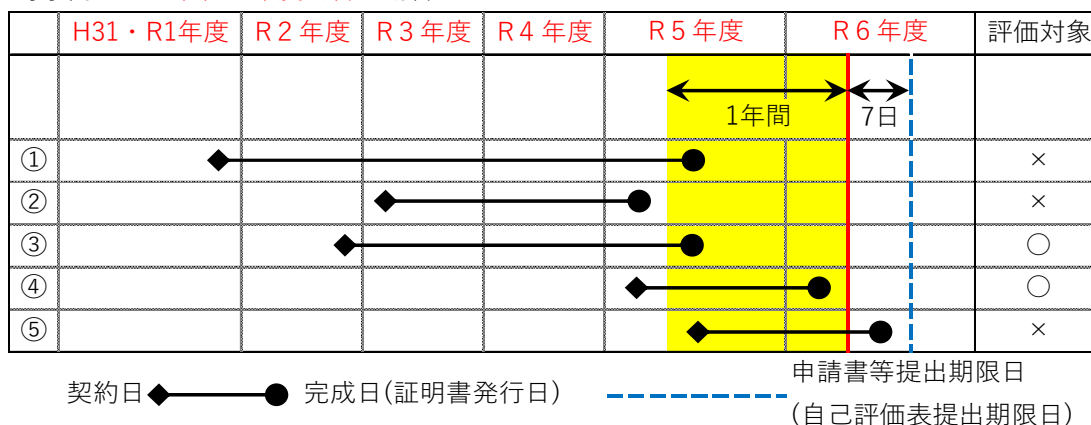 H31・R1年度 R２年度 R３年度 R４年度 R５年度 R６年度 評価対象
1年間 7日
① ×
② ×
③ ○
④ ○
⑤ ×
契約日 完成日(証明書発行日) 申請書等提出期限日
(自己評価表提出期限日)